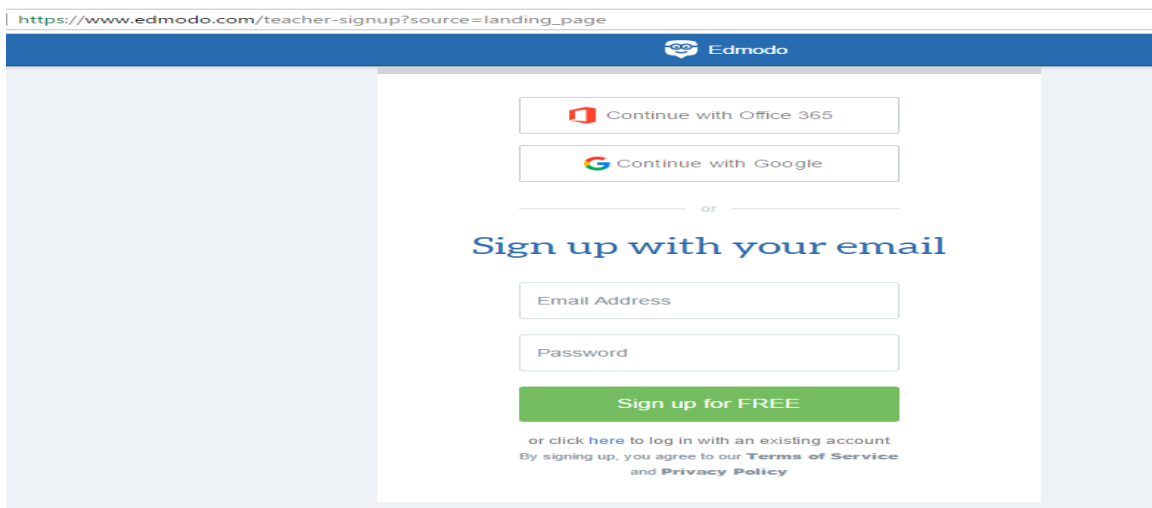 https://www.edmodo.com/teacher-signup?source=landing_page
Edmodo
Continue with Office 365
Continue with Google
or
Sign up with your email
Email Address
Password
Sign up for FREE
or click here to log in with an existing account
By signing up, you agree to our Terms of Service
and Privacy Policy